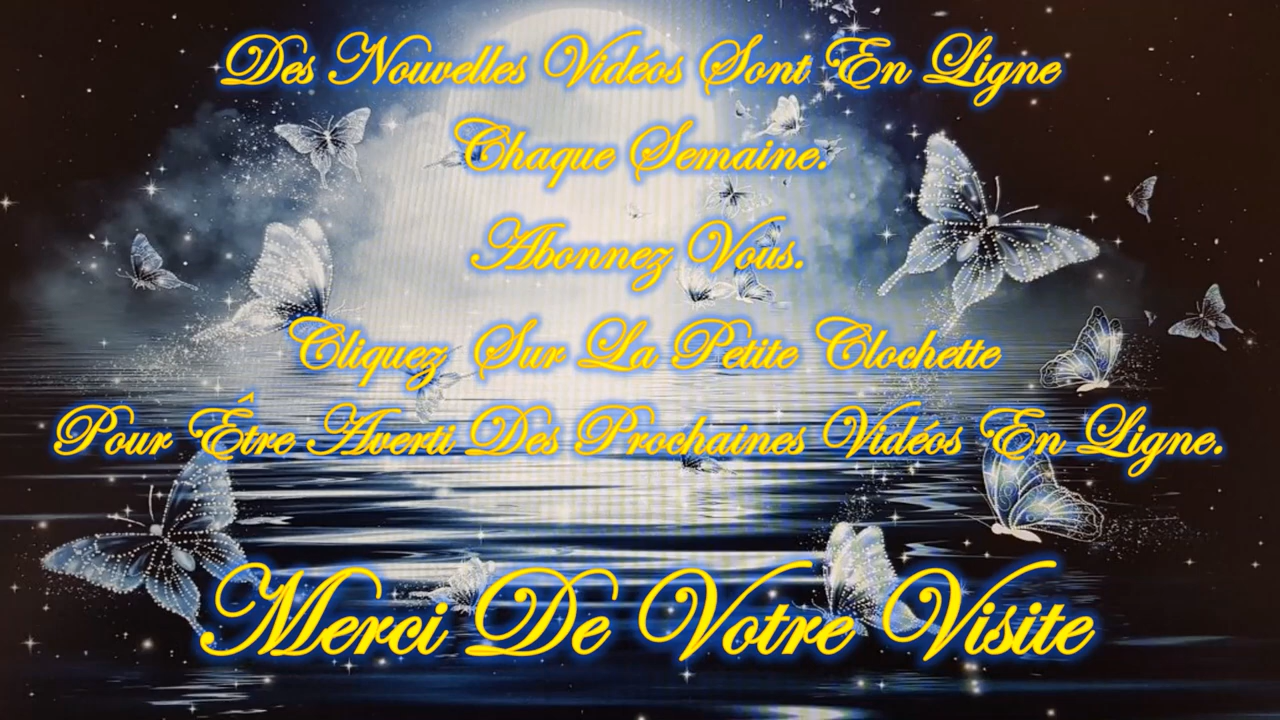 Des Nouvelles Vidéos Sont En Ligne
Chaque Semaine.
Abonnez Vous.
Cliquez Sur La Petite Clochette
Pour Être Averti Des Prochaines Vidéos En Ligne.
Merci De Votre Visite